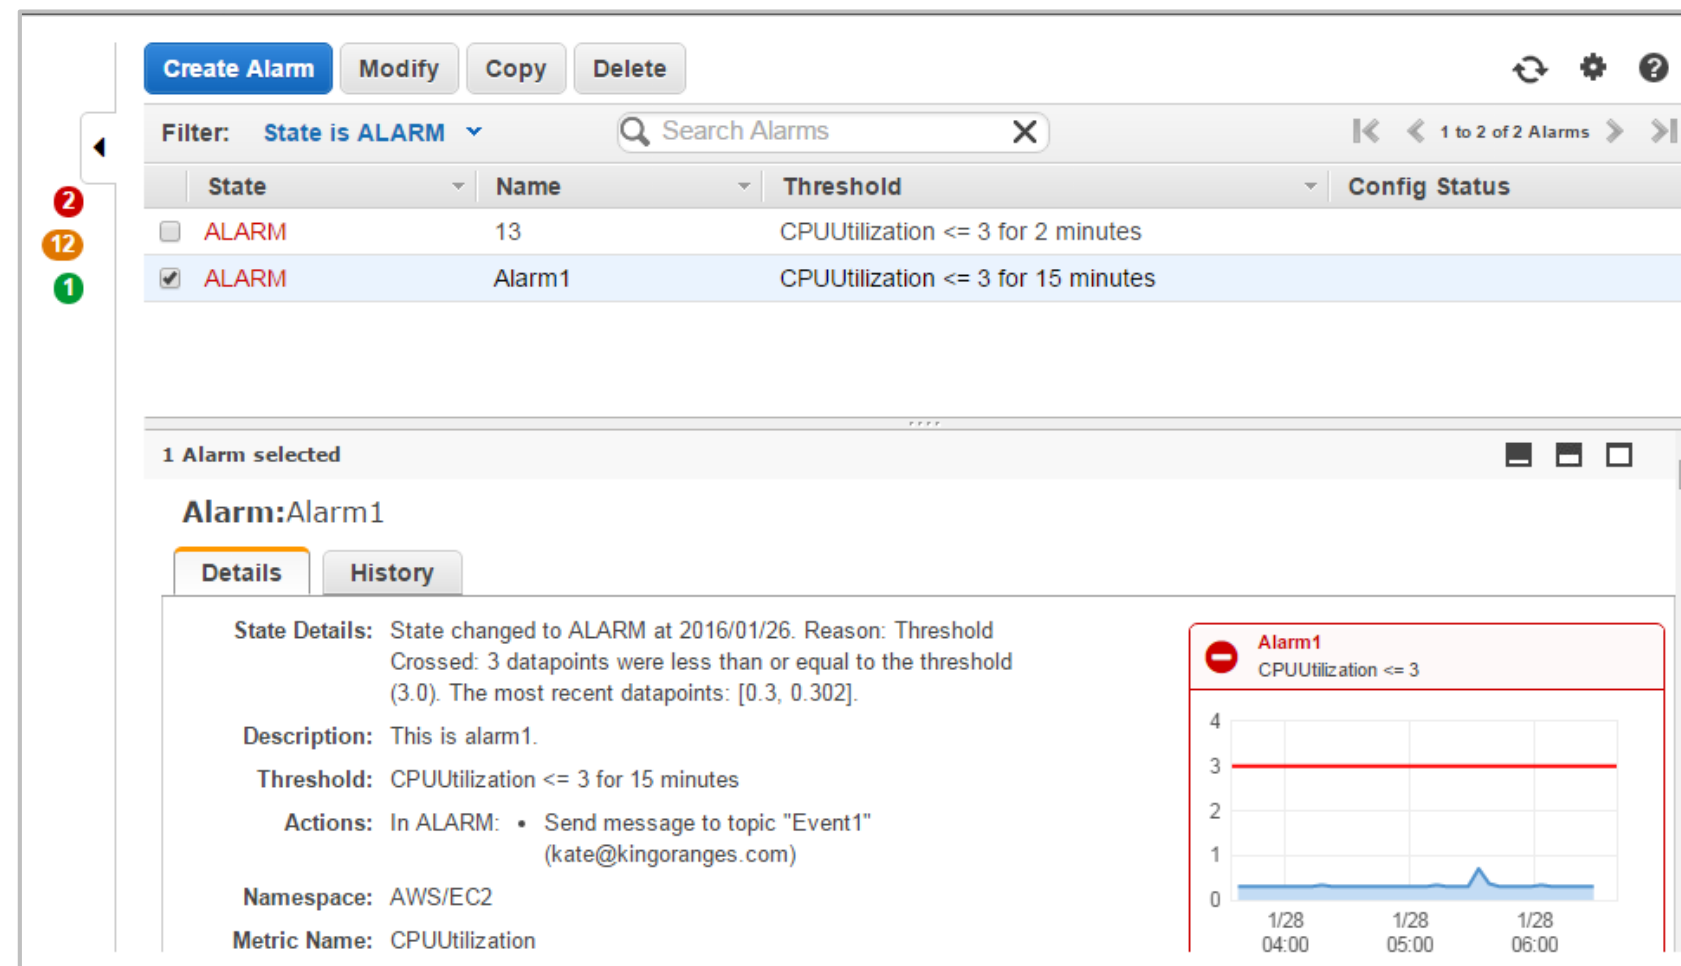 Create Alarm Modify Copy Delete
Filter: State is ALARM Search Alarms 1 to 2 of 2 Alarms
State Name Threshold Config Status
2
ALARM 13 CPUUtilization <= 3 for 2 minutes
12
ALARM Alarm1 CPUUtilization <= 3 for 15 minutes
1
1 Alarm selected
Alarm:Alarm1
Details History
State Details: State changed to ALARM at 2016/01/26. Reason: Threshold
Crossed: 3 datapoints were less than or equal to the threshold
(3.0). The most recent datapoints: [0.3, 0.302].
Description: This is alarm1.
Threshold: CPUUtilization <= 3 for 15 minutes
Actions: In ALARM: • Send message to topic "Event1"
(kate@kingoranges.com)
Namespace: AWS/EC2
Metric Name: CPUUtilization
Alarm1
CPUUtilization <= 3
4
3
2
1
0
1/28 1/28 1/28
04:00 05:00 06:00